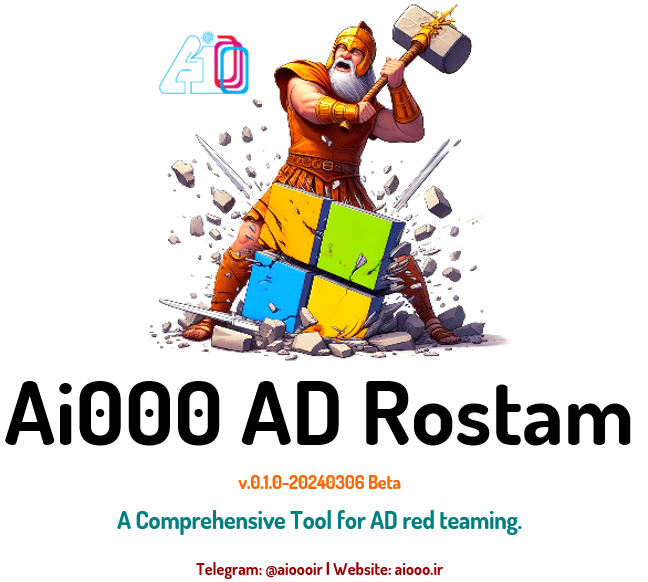 Ai000
Ai000 AD Rostam
v.0.1.0-20240306 Beta
A Comprehensive Tool for AD red teaming.
Telegram: @aioooir | Website: aiooo.ir